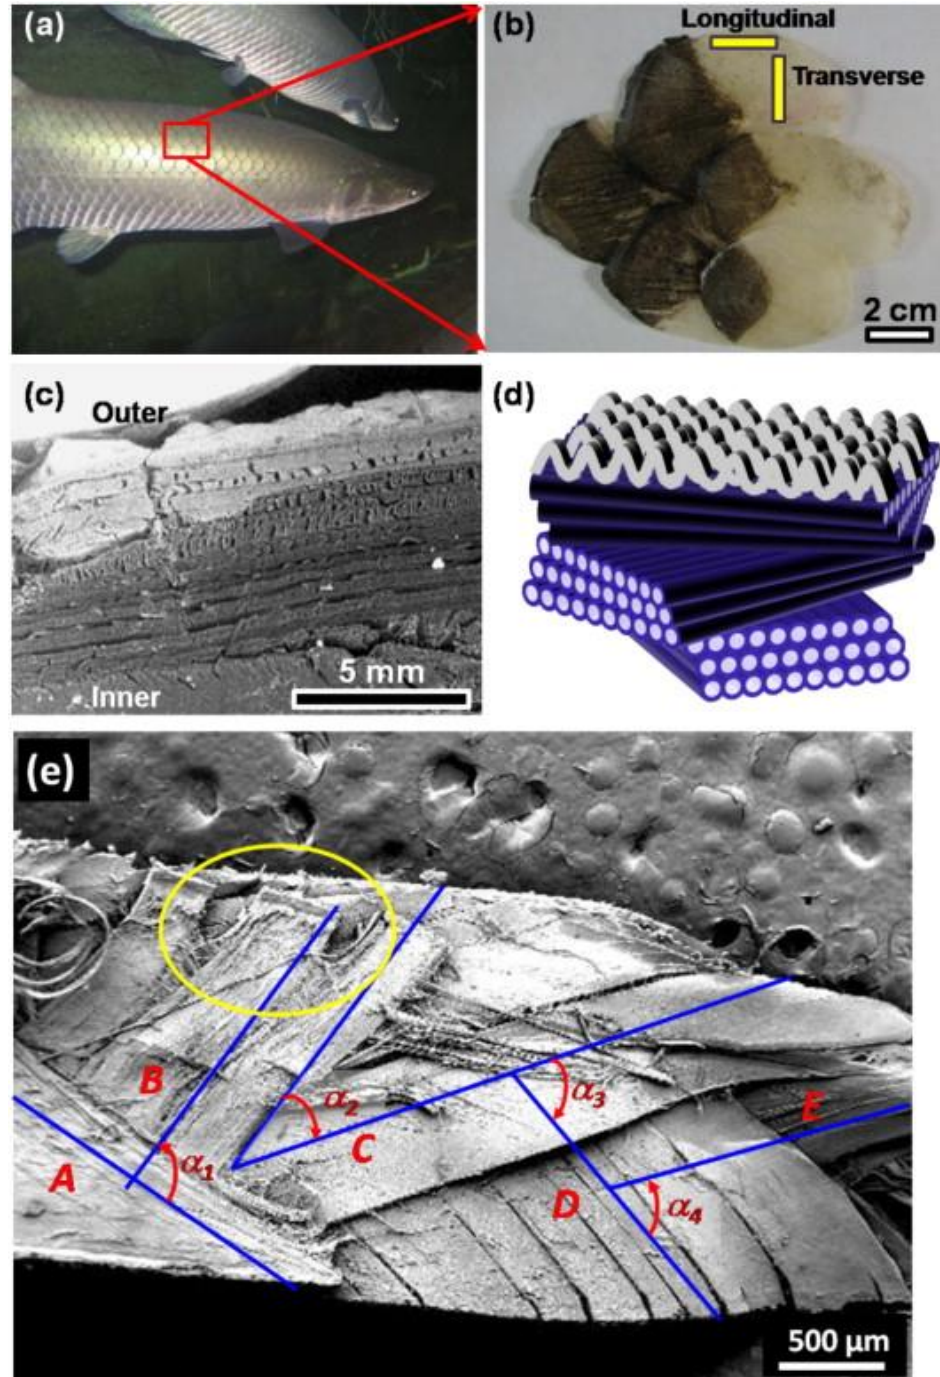 (a)
(b)
Longitudinal
Transverse
2 cm
(c)
Outer
5 mm
Inner
(d)
(e)
B
α2
α3
E
C
A
α1
D
α4
500 μm